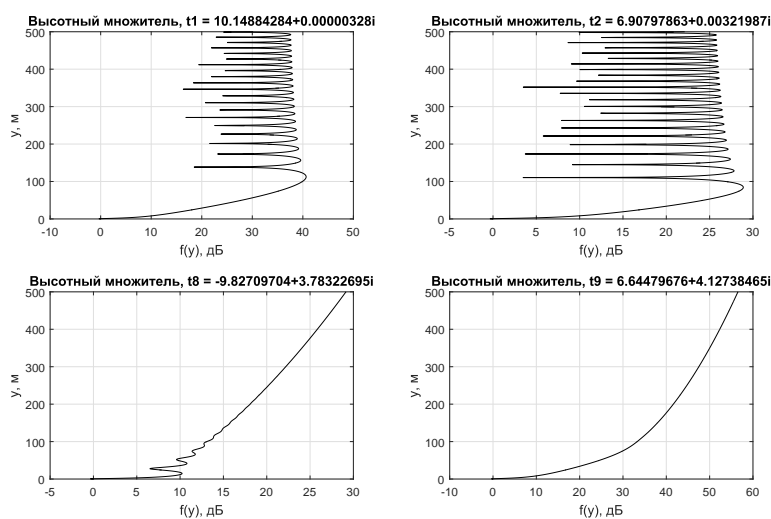 Высотный множитель, t1 = 10.14884284+0.00000328i
500
400
300
200
100
0
y, м
-10 0 10 20 30 40 50
f(y), дБ
Высотный множитель, t2 = 6.90797863+0.00321987i
500
400
300
200
100
0
y, м
-5 0 5 10 15 20 25 30
f(y), дБ
Высотный множитель, t8 = -9.82709704+3.78322695i
500
400
300
200
100
0
y, м
-5 0 5 10 15 20 25 30
f(y), дБ
Высотный множитель, t9 = 6.64479676+4.12738465i
500
400
300
200
100
0
y, м
-10 0 10 20 30 40 50 60
f(y), дБ